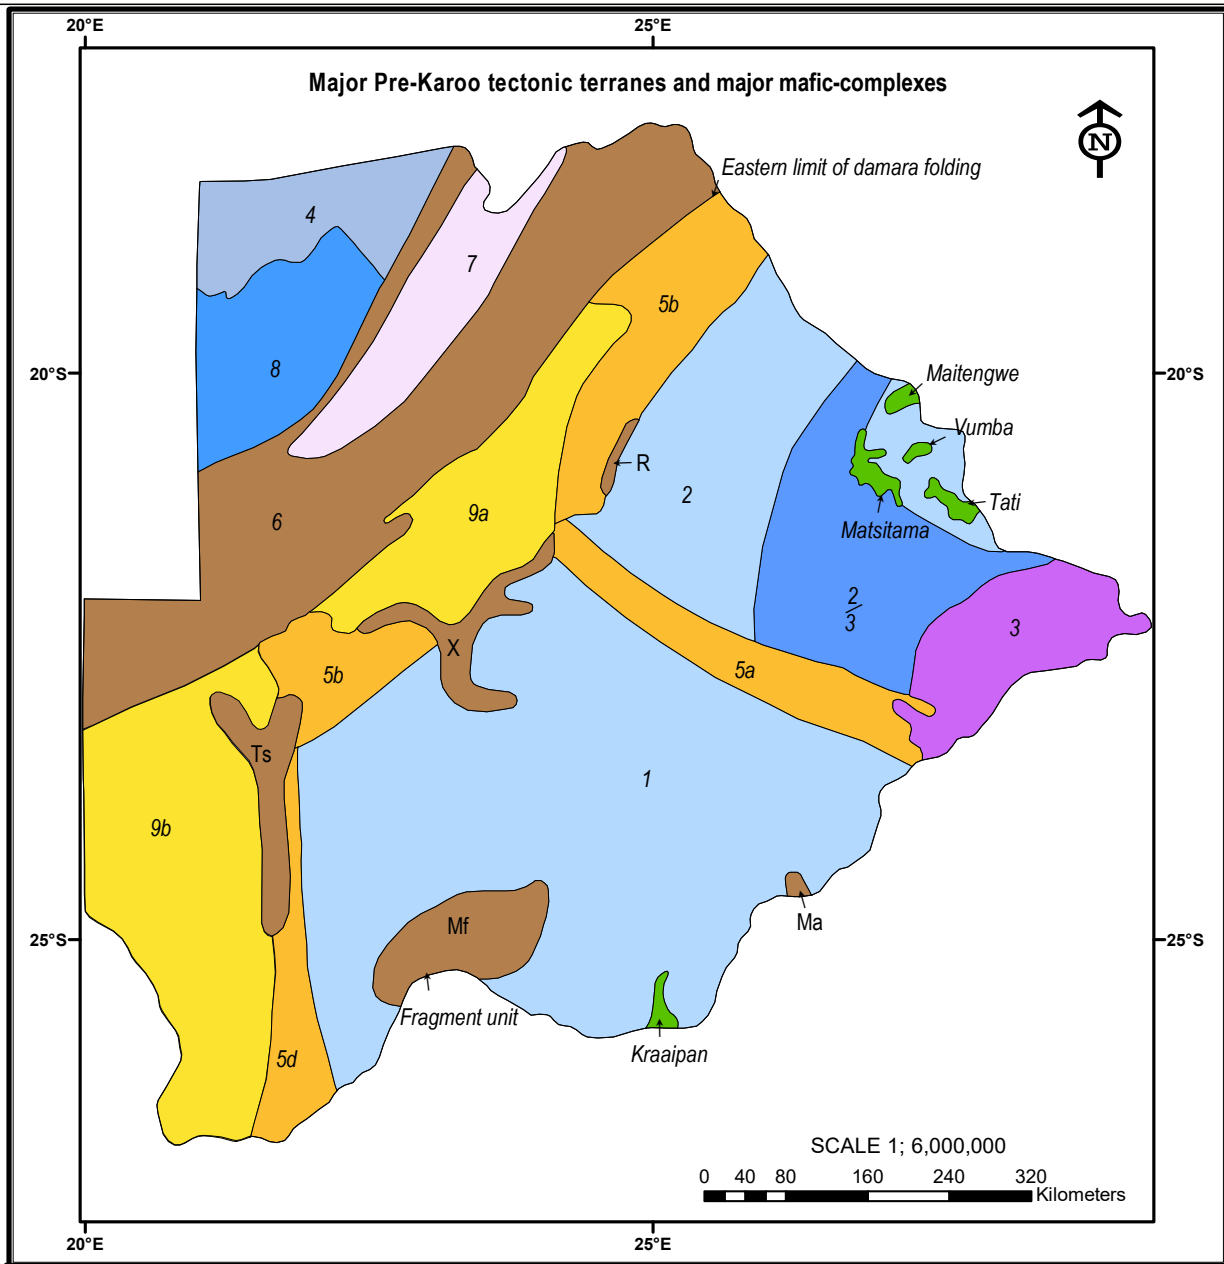 20°E 25°E
Major Pre-Karoo tectonic terranes and major mafic-complexes
N
Eastern limit of damara folding
4
7
5b
8
20°S 20°S
Maitengwe
Vumba
R
2
Tati
9a
Matsitama
6
2
3
3
X
5b
5a
Ts
1
9b
Mf
Ma
25°S 25°S
Fragment unit
Kraaipan
5d
SCALE 1; 6,000,000
0 40 80 160 240 320
Kilometers
20°E 25°E